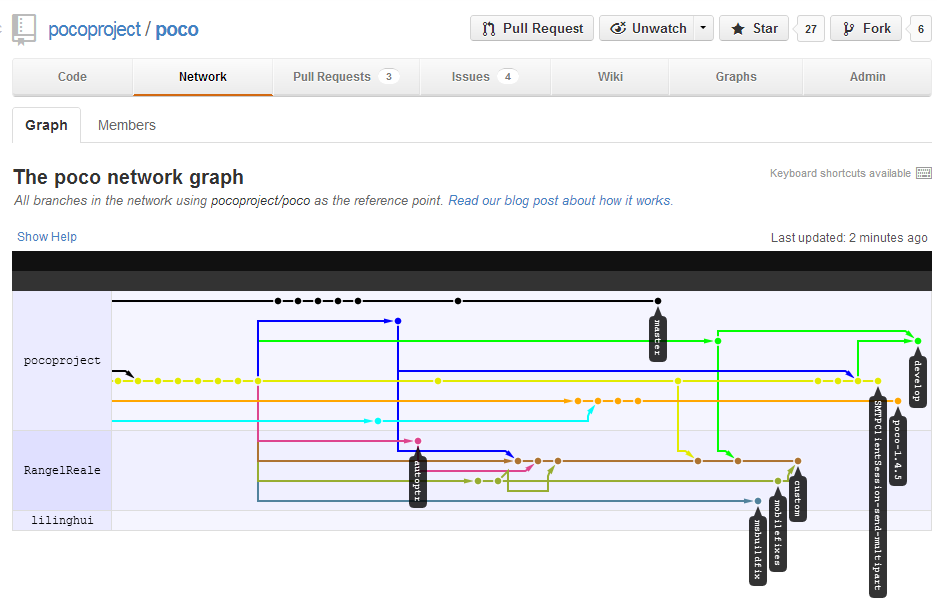 pocoproject / poco
Pull Request
Unwatch
Star
27
Fork
6
Code
Network
Pull Requests 3
Issues 4
Wiki
Graphs
Admin
Graph
Members
The poco network graph
Keyboard shortcuts available
All branches in the network using pocoproject/poco as the reference point. Read our blog post about how it works.
Show Help
Last updated: 2 minutes ago
pocoproject
master
develop
SMTPClientSession-send-multipart
poco-1.4.5
RangelReale
autoptr
custom
mobilefixes
msbuildfix
lilinghui